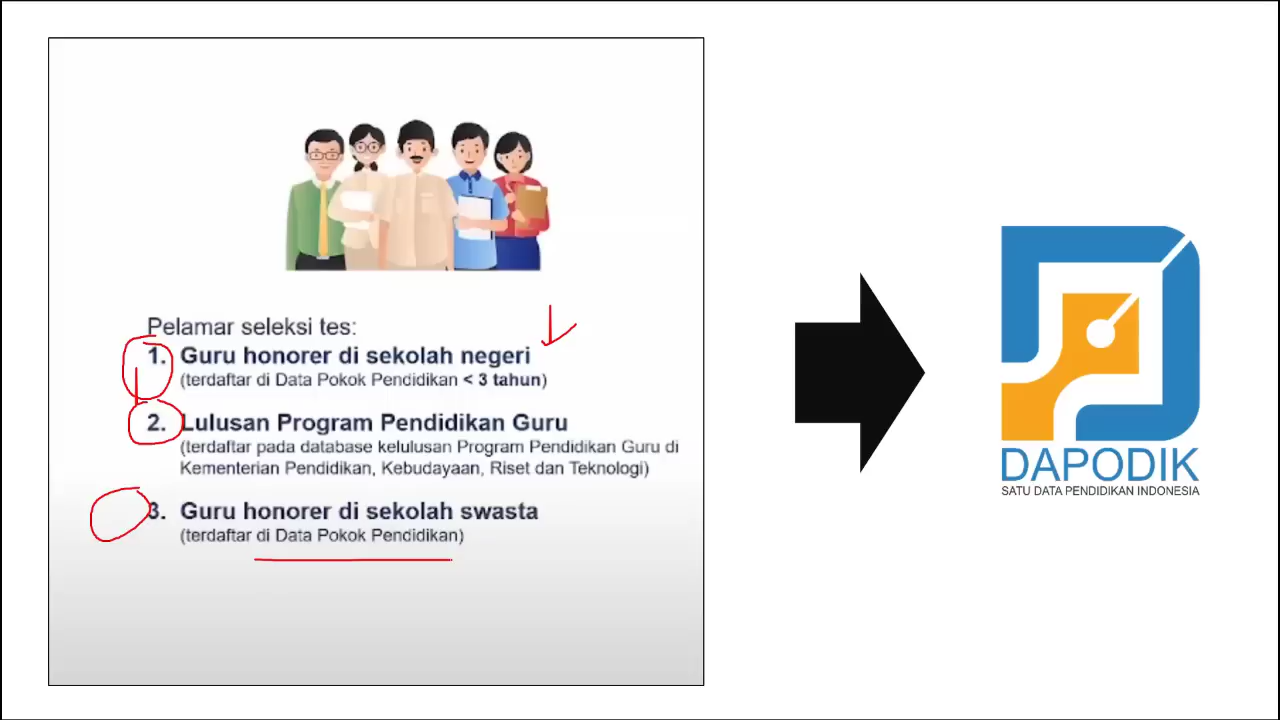 Pelamar seleksi tes:
1. Guru honorer di sekolah negeri
(terdaftar di Data Pokok Pendidikan < 3 tahun)
2. Lulusan Program Pendidikan Guru
(terdaftar pada database kelulusan Program Pendidikan Guru di
Kementerian Pendidikan, Kebudayaan, Riset dan Teknologi)
3. Guru honorer di sekolah swasta
(terdaftar di Data Pokok Pendidikan)
DAPODIK
SATU DATA PENDIDIKAN INDONESIA